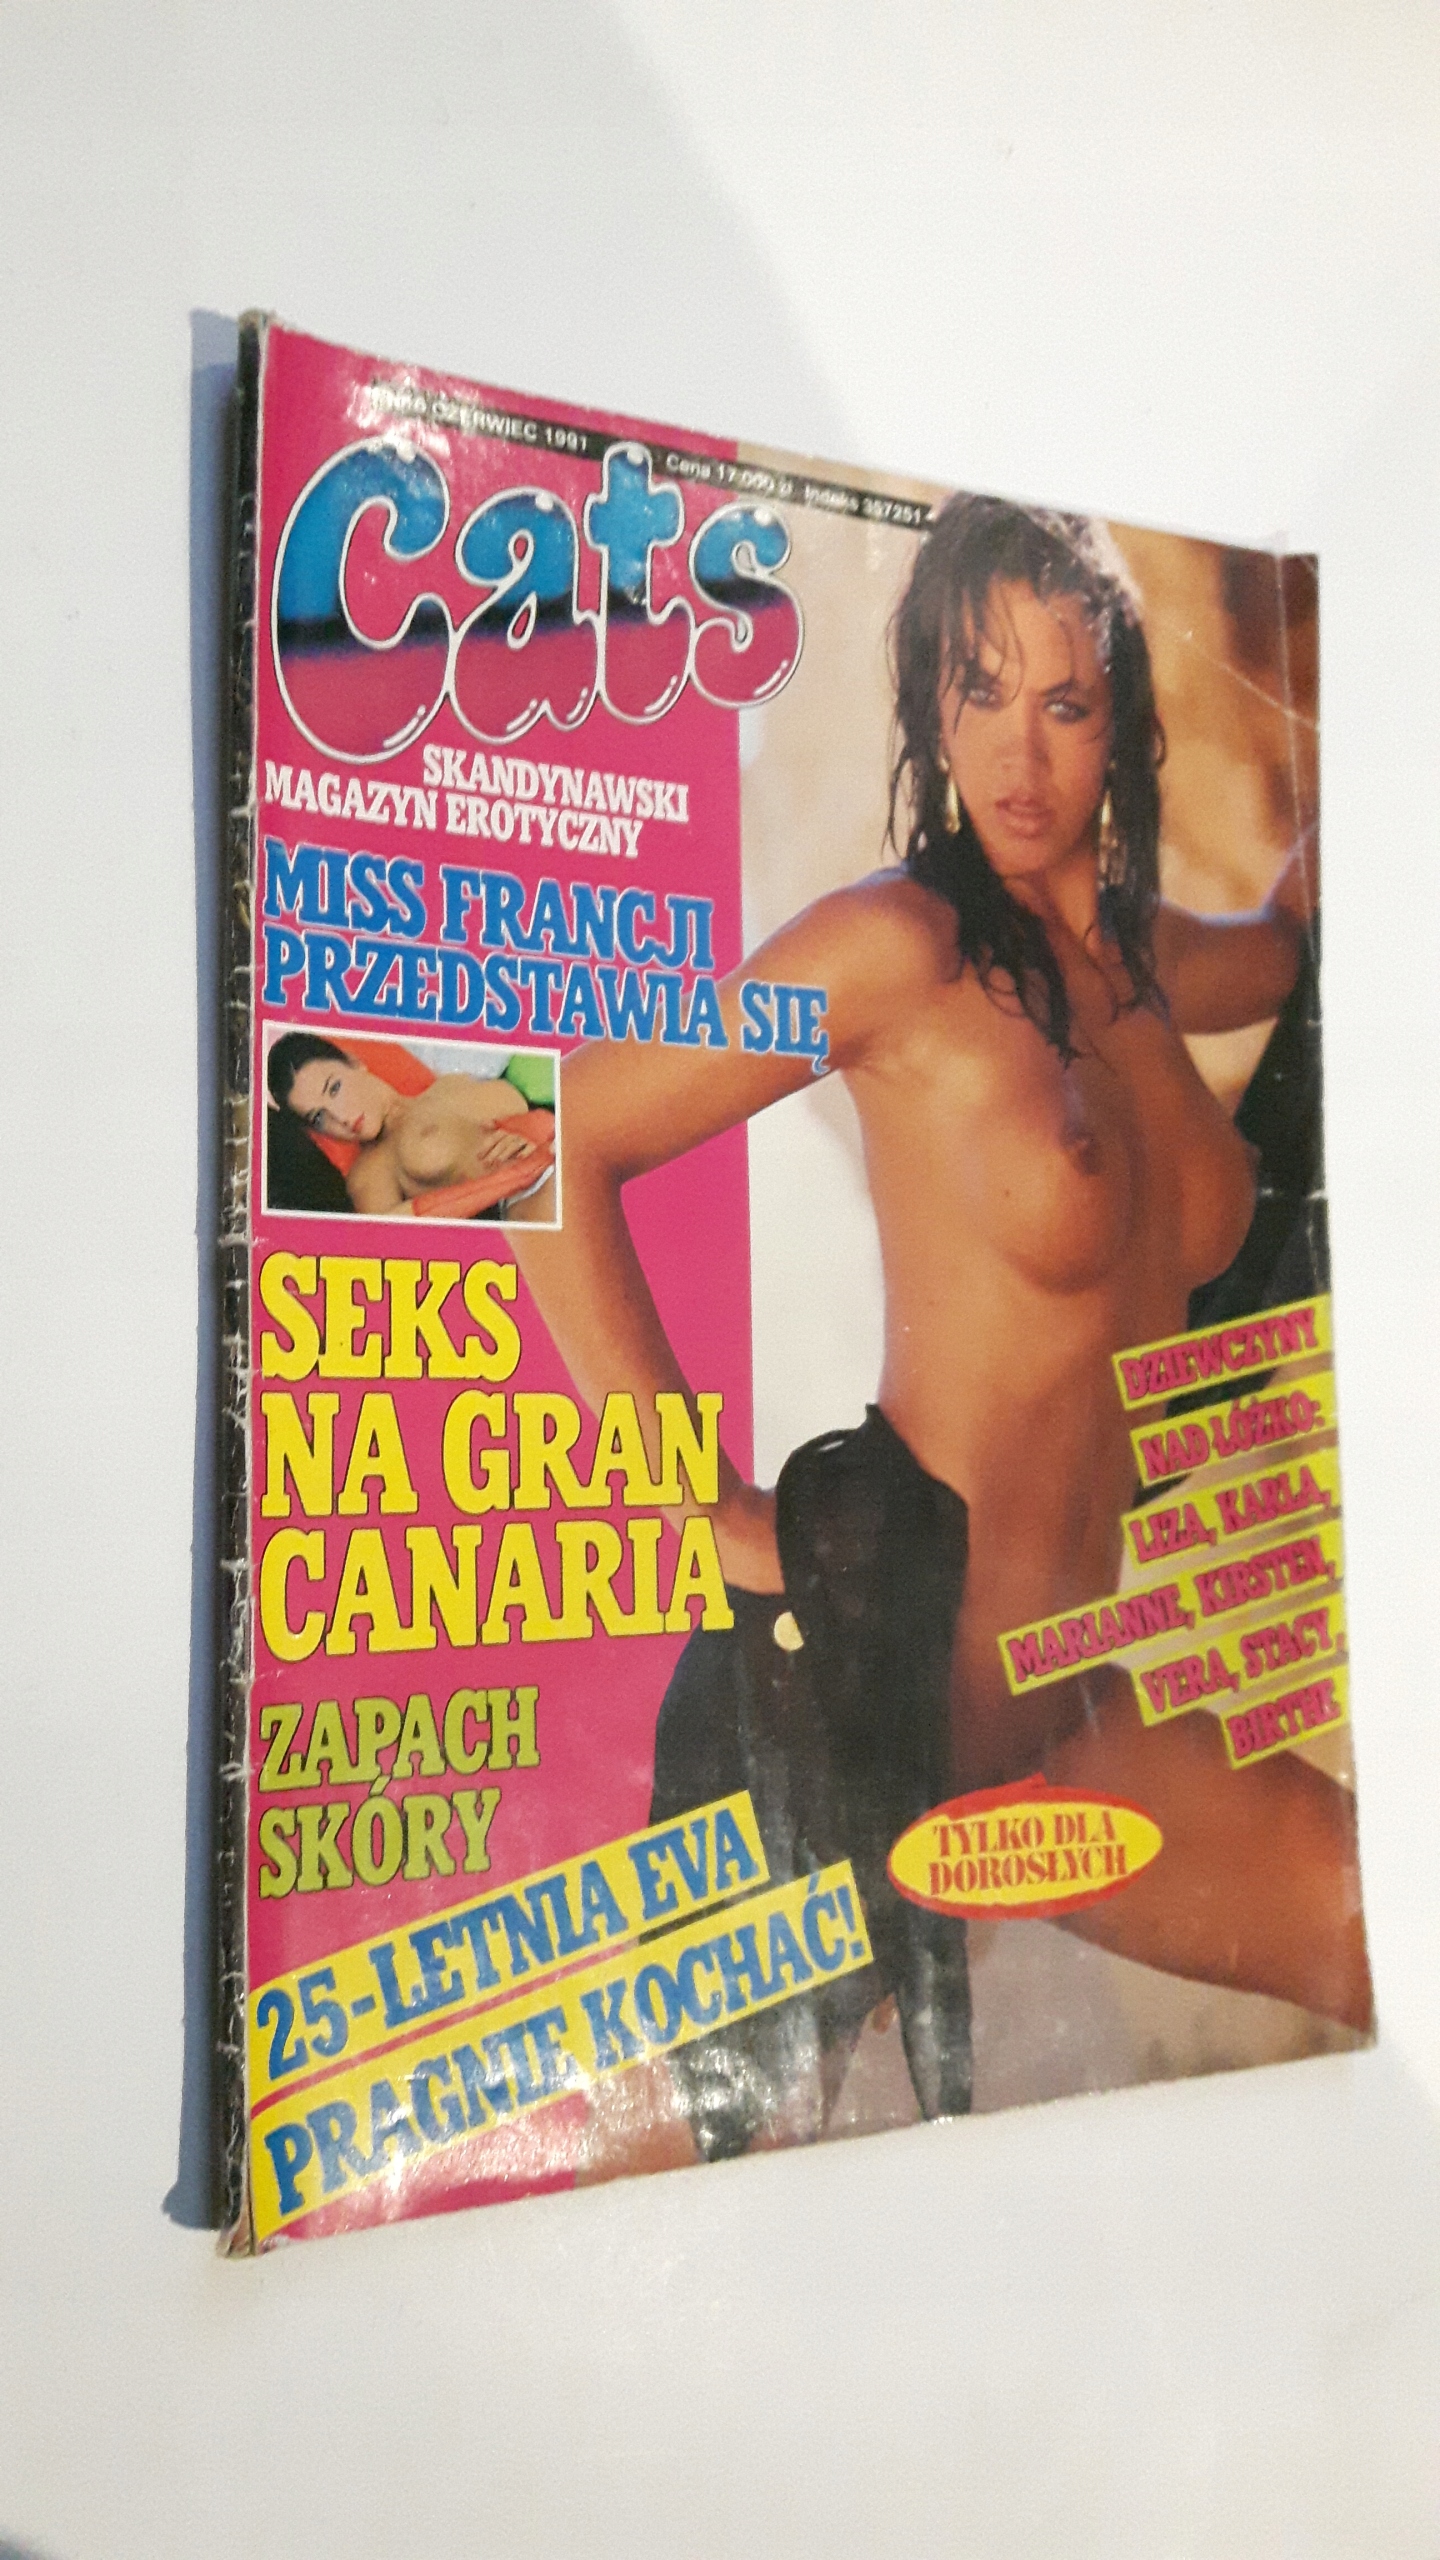 CZERWIEC 1991
Cena 17 000 zł Indeks 357251
Cats
SKANDYNAWSKI
MAGAZYN EROTYCZNY
MISS FRANCJI
PRZEDSTAWIA SIĘ
SEKS
NA GRAN
CANARIA
ZAPACH
SKÓRY
25-LETNIA EVA
PRAGNIE KOCHAĆ!
DZIEWCZYNY
NAD ŁÓŻKO:
LIZA, KARLA,
MARIANNE, KIRSTEN,
VERA, STACY,
BIRTHE
TYLKO DLA
DOROSŁYCH